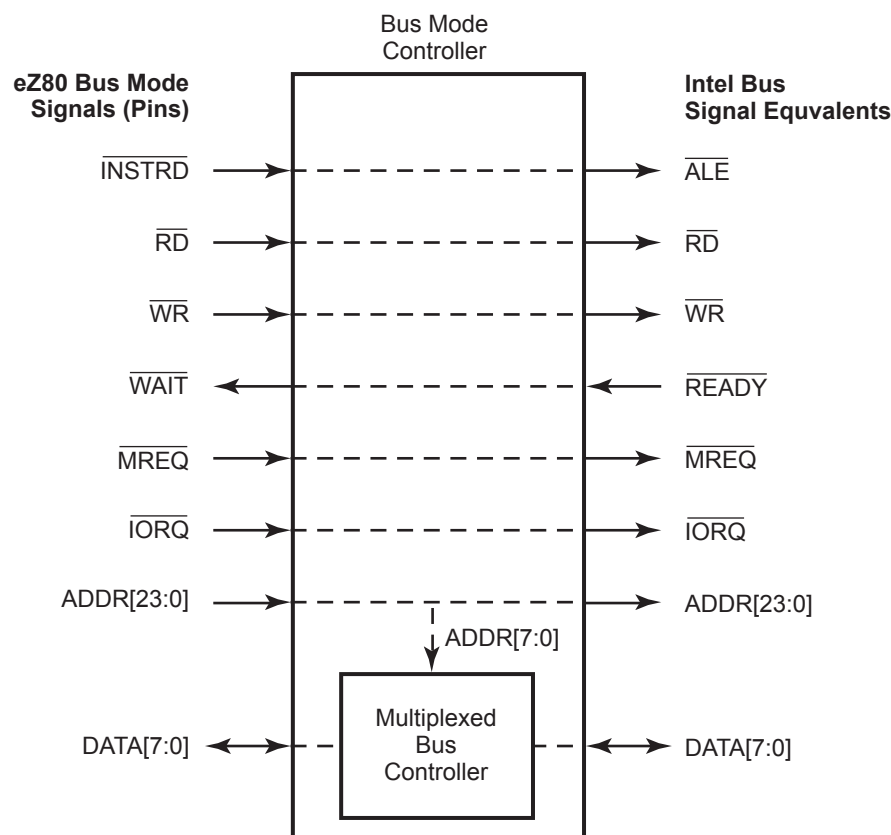 Bus Mode
Controller
eZ80 Bus Mode
Signals (Pins)
Intel Bus
Signal Equvalents
INSTRD
ALE
RD
RD
WR
WR
WAIT
READY
MREQ
MREQ
IORQ
IORQ
ADDR[23:0]
ADDR[23:0]
ADDR[7:0]
DATA[7:0]
Multiplexed
Bus
Controller
DATA[7:0]